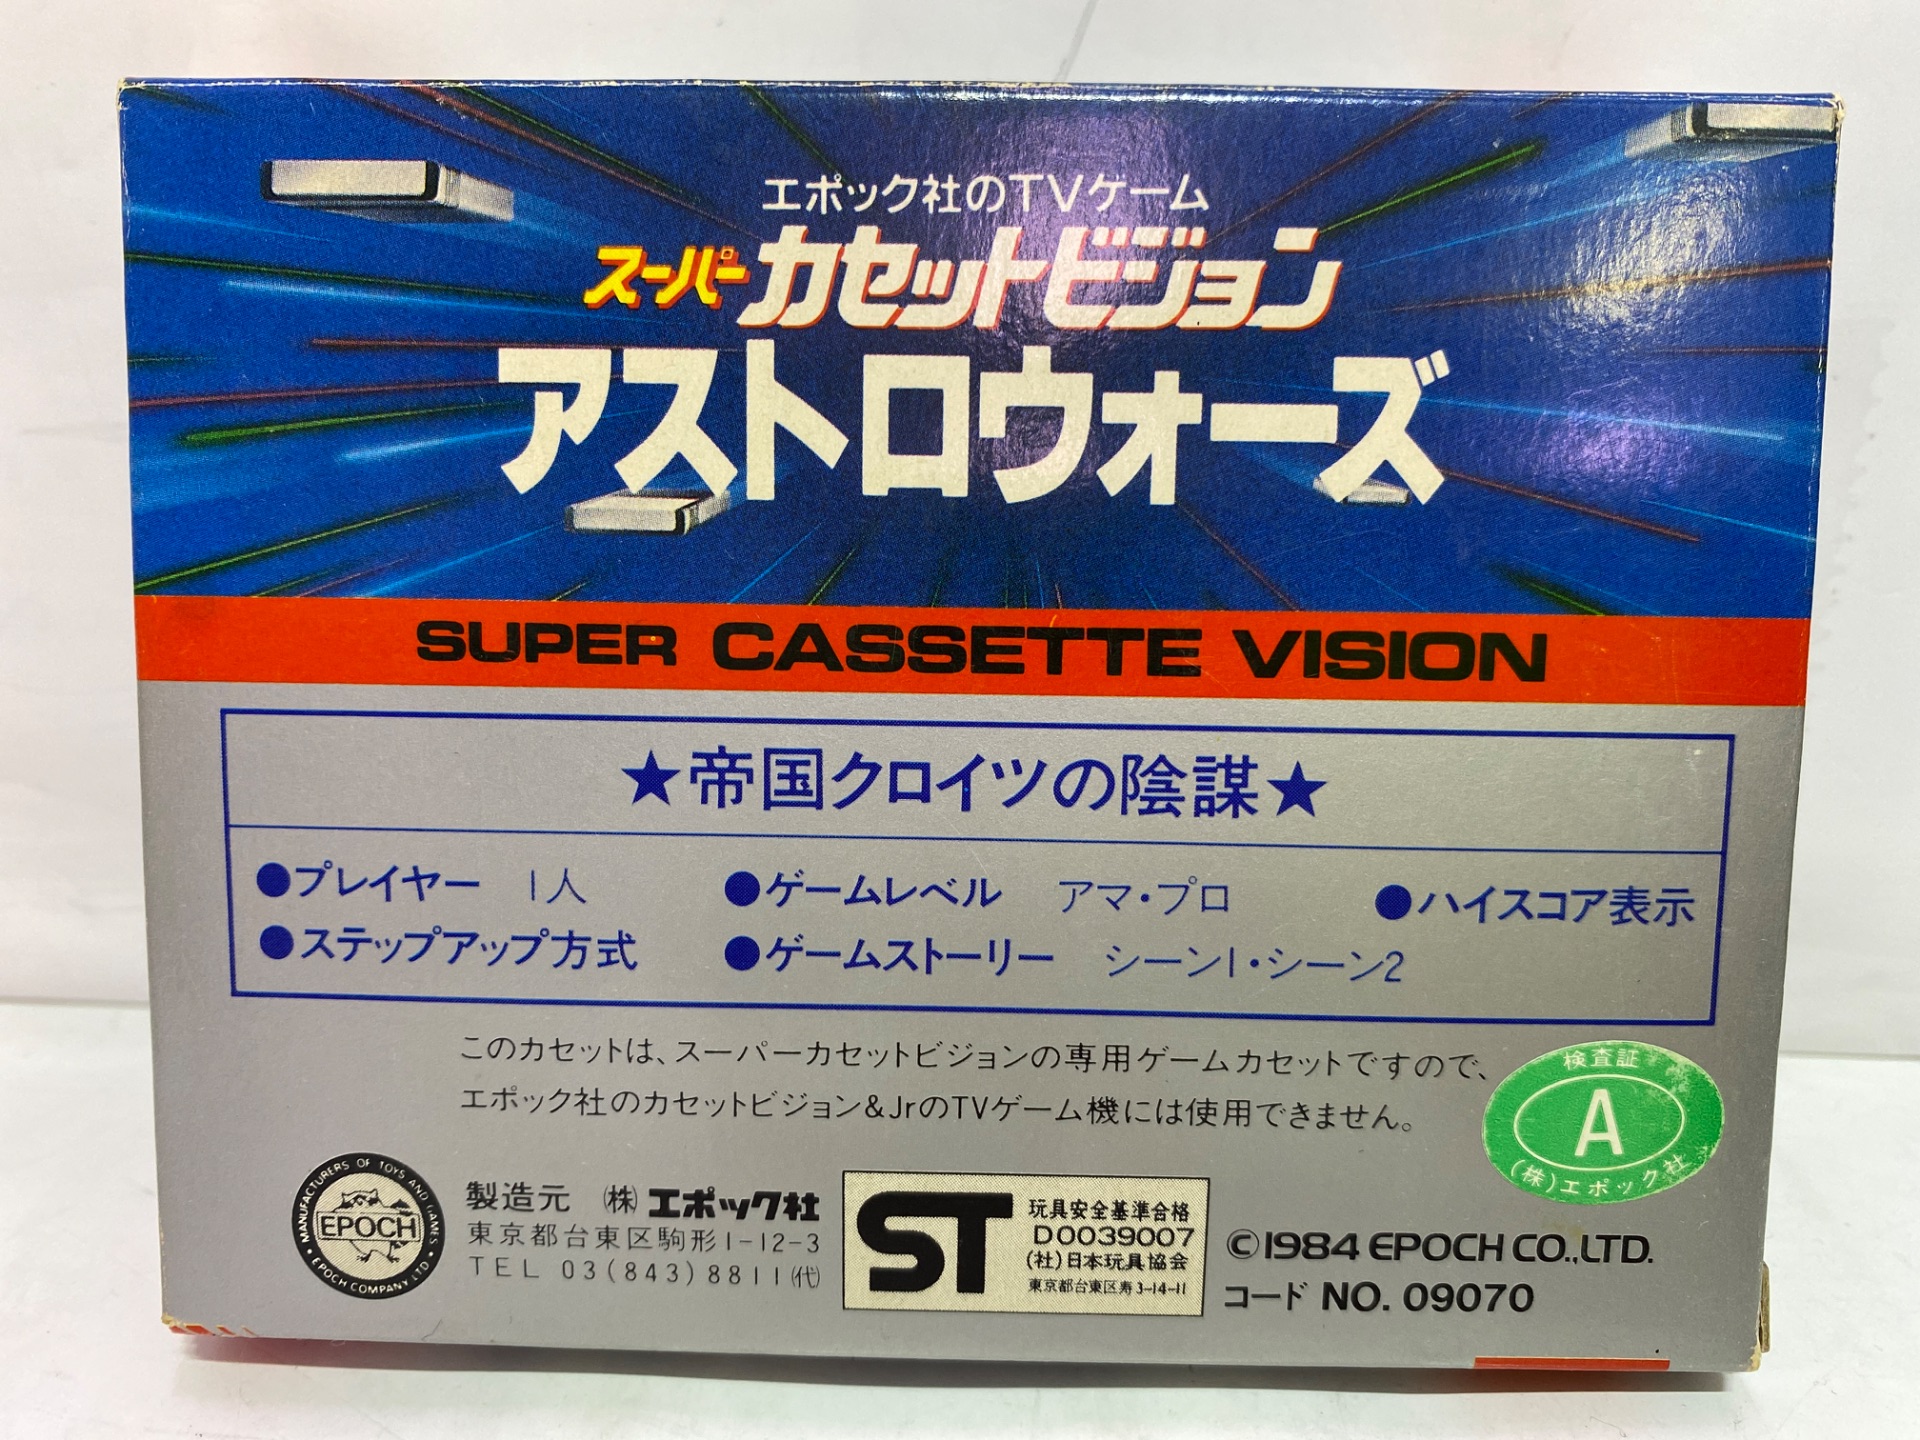 エポック社のTVゲーム
スーパーカセットビジョン
アストロウォーズ
SUPER CASSETTE VISION
★帝国クロイツの陰謀★
●プレイヤー 1人 ●ゲームレベル アマ・プロ ●ハイスコア表示
●ステップアップ方式 ●ゲームストーリー シーン1・シーン2
このカセットは、スーパーカセットビジョンの専用ゲームカセットですので、
エポック社のカセットビジョン&JrのTVゲーム機には使用できません。
検査証
A
(株)エポック社
MANUFACTURERS OF TOYS AND GAMES
EPOCH
EPOCH COMPANY LTD
製造元 (株)エポック社
東京都台東区駒形1-12-3
TEL 03(843)8811(代)
ST
玩具安全基準合格
D0039007
(社)日本玩具協会
東京都台東区寿3-14-11
©1984 EPOCH CO.,LTD.
コード NO. 09070